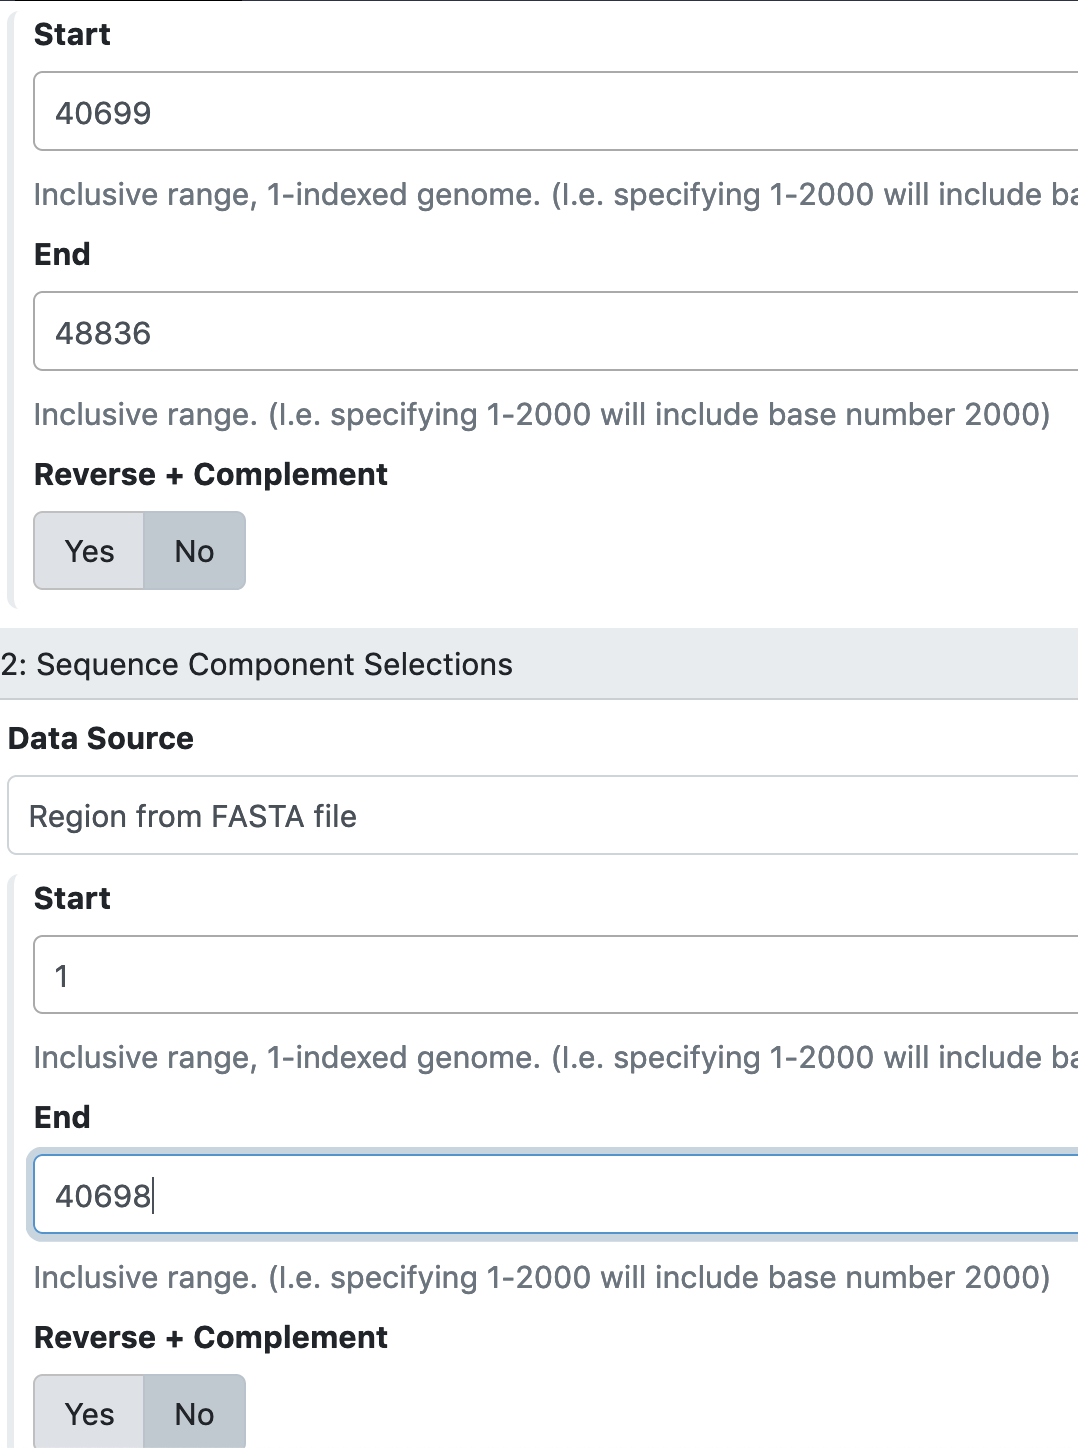 Start
40699
Inclusive range, 1-indexed genome. (I.e. specifying 1-2000 will include ba
End
48836
Inclusive range. (I.e. specifying 1-2000 will include base number 2000)
Reverse + Complement
Yes No
2: Sequence Component Selections
Data Source
Region from FASTA file
Start
1
Inclusive range, 1-indexed genome. (I.e. specifying 1-2000 will include ba
End
40698
Inclusive range. (I.e. specifying 1-2000 will include base number 2000)
Reverse + Complement
Yes No